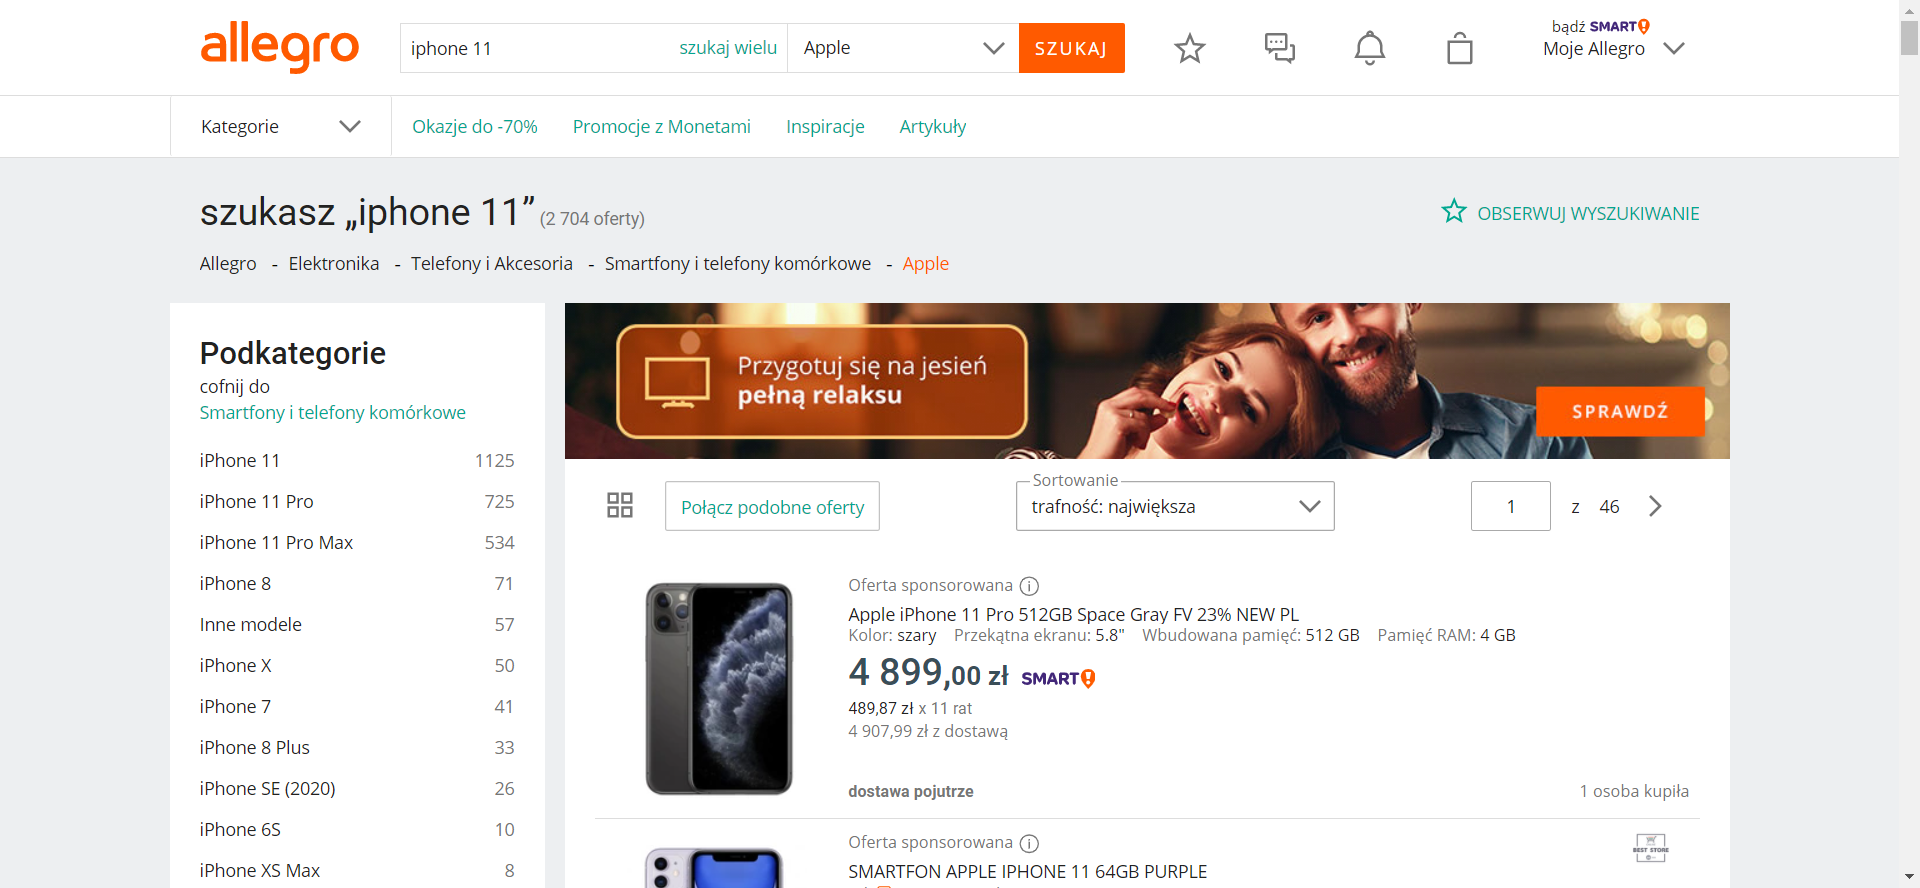 allegro
iphone 11
szukaj wielu
Apple
SZUKAJ
bądź SMART!
Moje Allegro
Kategorie
Okazje do -70%
Promocje z Monetami
Inspiracje
Artykuły
szukasz „iphone 11” (2 704 oferty)
OBSERWUJ WYSZUKIWANIE
Allegro - Elektronika - Telefony i Akcesoria - Smartfony i telefony komórkowe - Apple
Podkategorie
cofnij do
Smartfony i telefony komórkowe
iPhone 11 1125
iPhone 11 Pro 725
iPhone 11 Pro Max 534
iPhone 8 71
Inne modele 57
iPhone X 50
iPhone 7 41
iPhone 8 Plus 33
iPhone SE (2020) 26
iPhone 6S 10
iPhone XS Max 8
Przygotuj się na jesień
pełną relaksu
SPRAWDŹ
Połącz podobne oferty
Sortowanie
trafność: największa
1 z 46
Oferta sponsorowana
Apple iPhone 11 Pro 512GB Space Gray FV 23% NEW PL
Kolor: szary Przekątna ekranu: 5.8" Wbudowana pamięć: 512 GB Pamięć RAM: 4 GB
4 899,00 zł SMART!
489,87 zł x 11 rat
4 907,99 zł z dostawą
dostawa pojutrze
1 osoba kupiła
Oferta sponsorowana
BEST STORE
SMARTFON APPLE IPHONE 11 64GB PURPLE